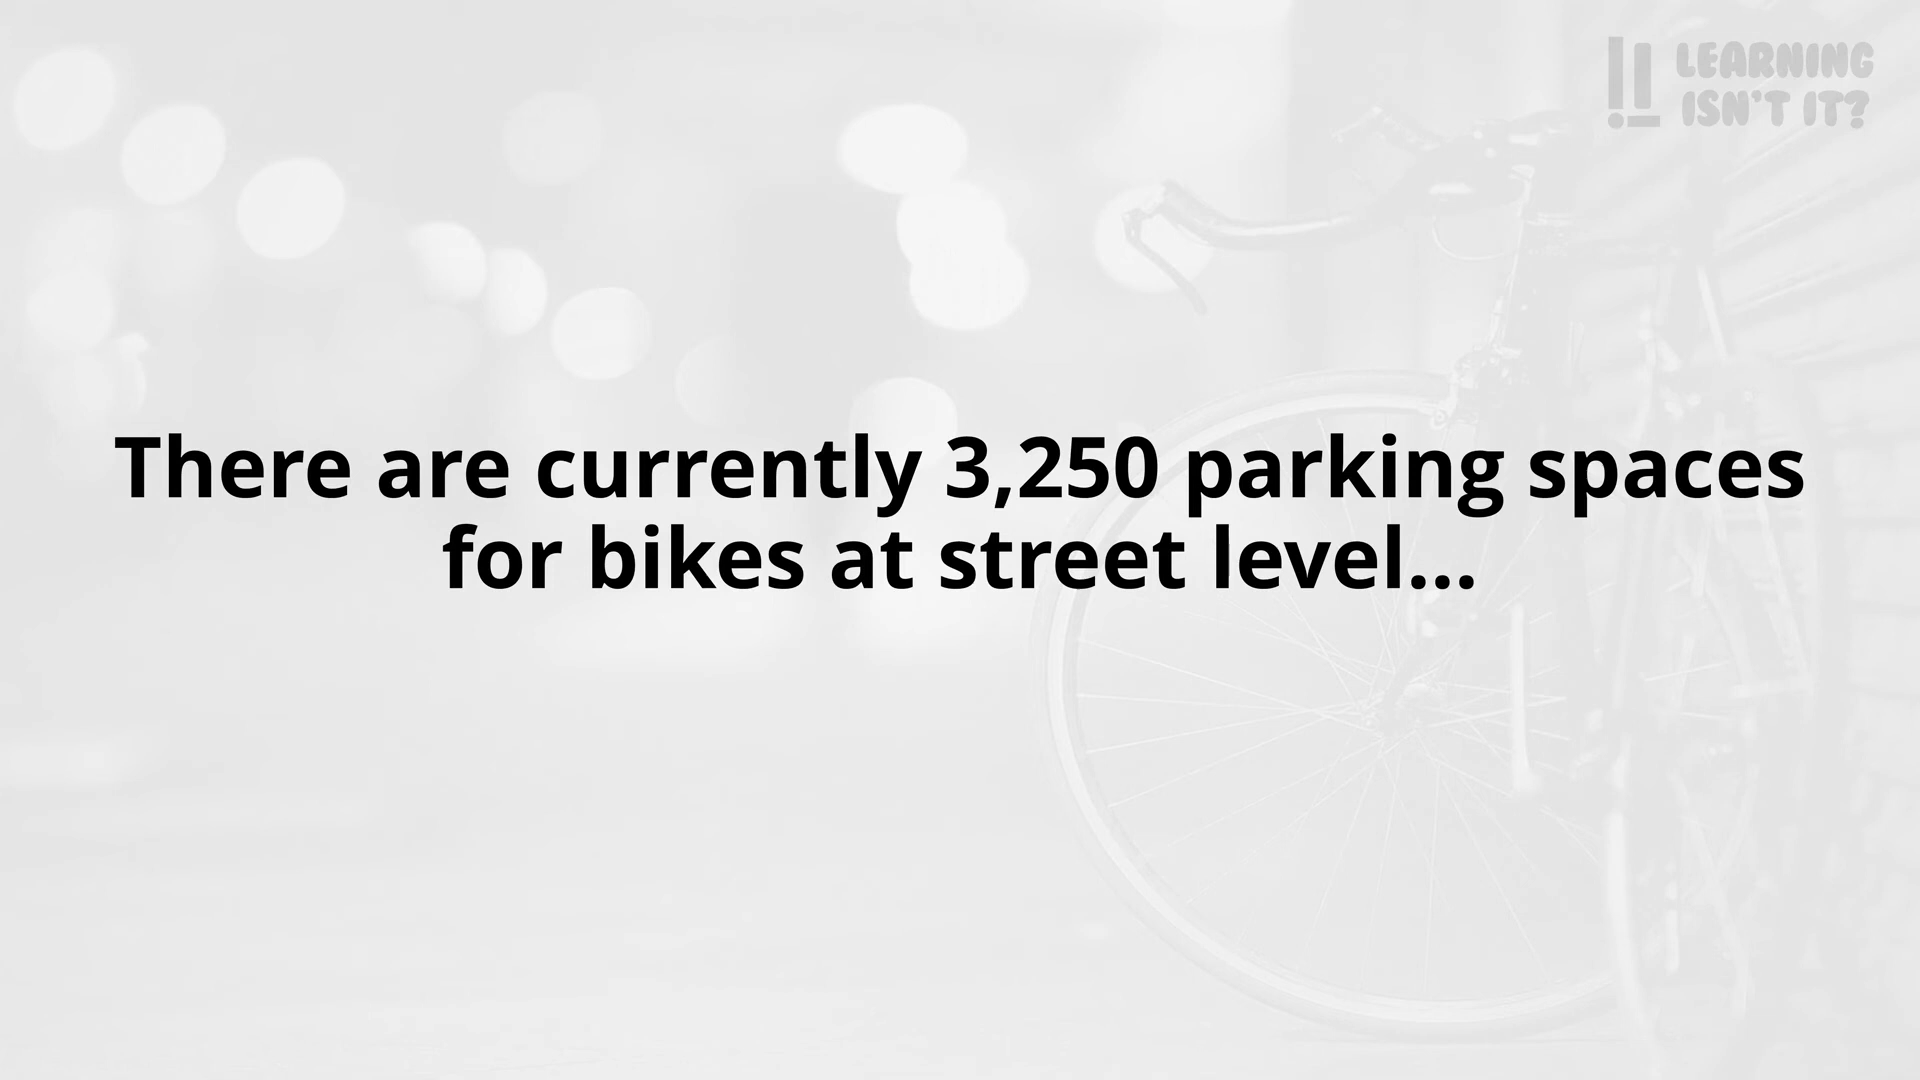 LEARNING
ISN'T IT?
There are currently 3,250 parking spaces
for bikes at street level...